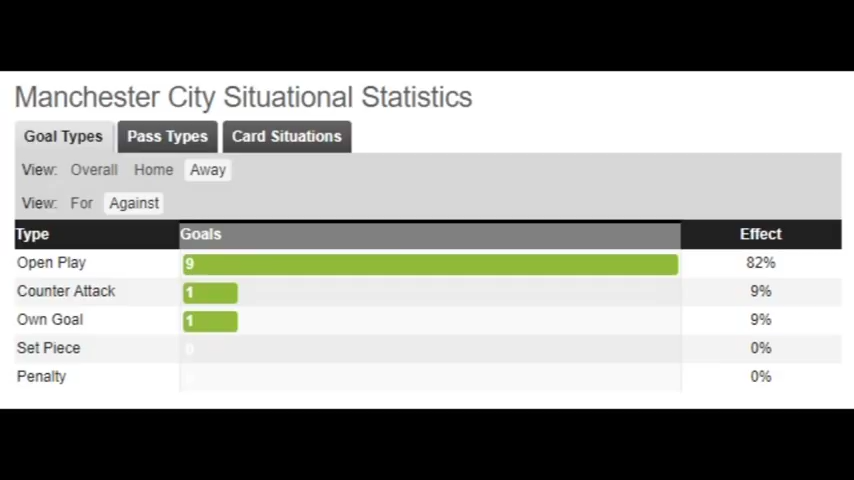 Manchester City Situational Statistics
Goal Types Pass Types Card Situations
View: Overall Home Away
View: For Against
Type Goals Effect
Open Play 9 82%
Counter Attack 1 9%
Own Goal 1 9%
Set Piece 0 0%
Penalty 0%